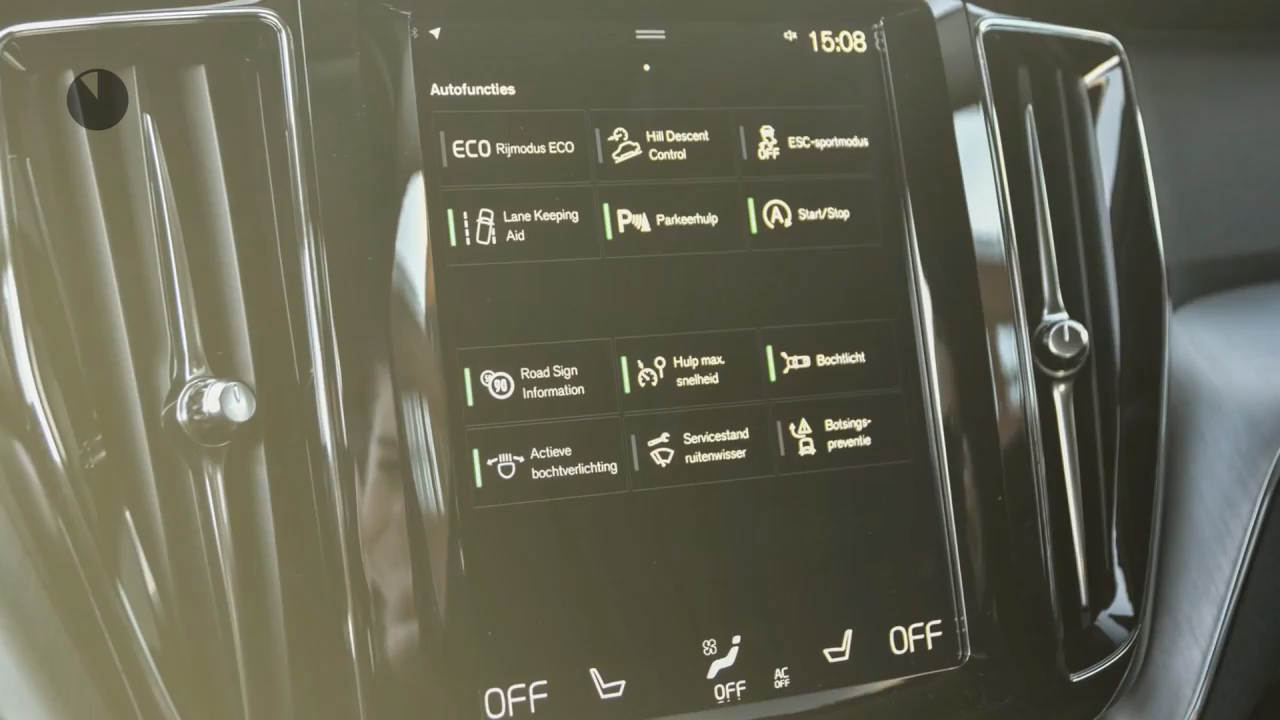 15:08
Autofuncties
ECO Rijmodus ECO
Hill Descent
Control
OFF
ESC-sportmodus
Lane Keeping
Aid
P Parkeerhulp
A Start/Stop
90
Road Sign
Information
Hulp max.
snelheid
Bochtlicht
Actieve
bochtverlichting
Servicestand
ruitenwisser
Botsings-
preventie
OFF
OFF
AC
OFF
OFF